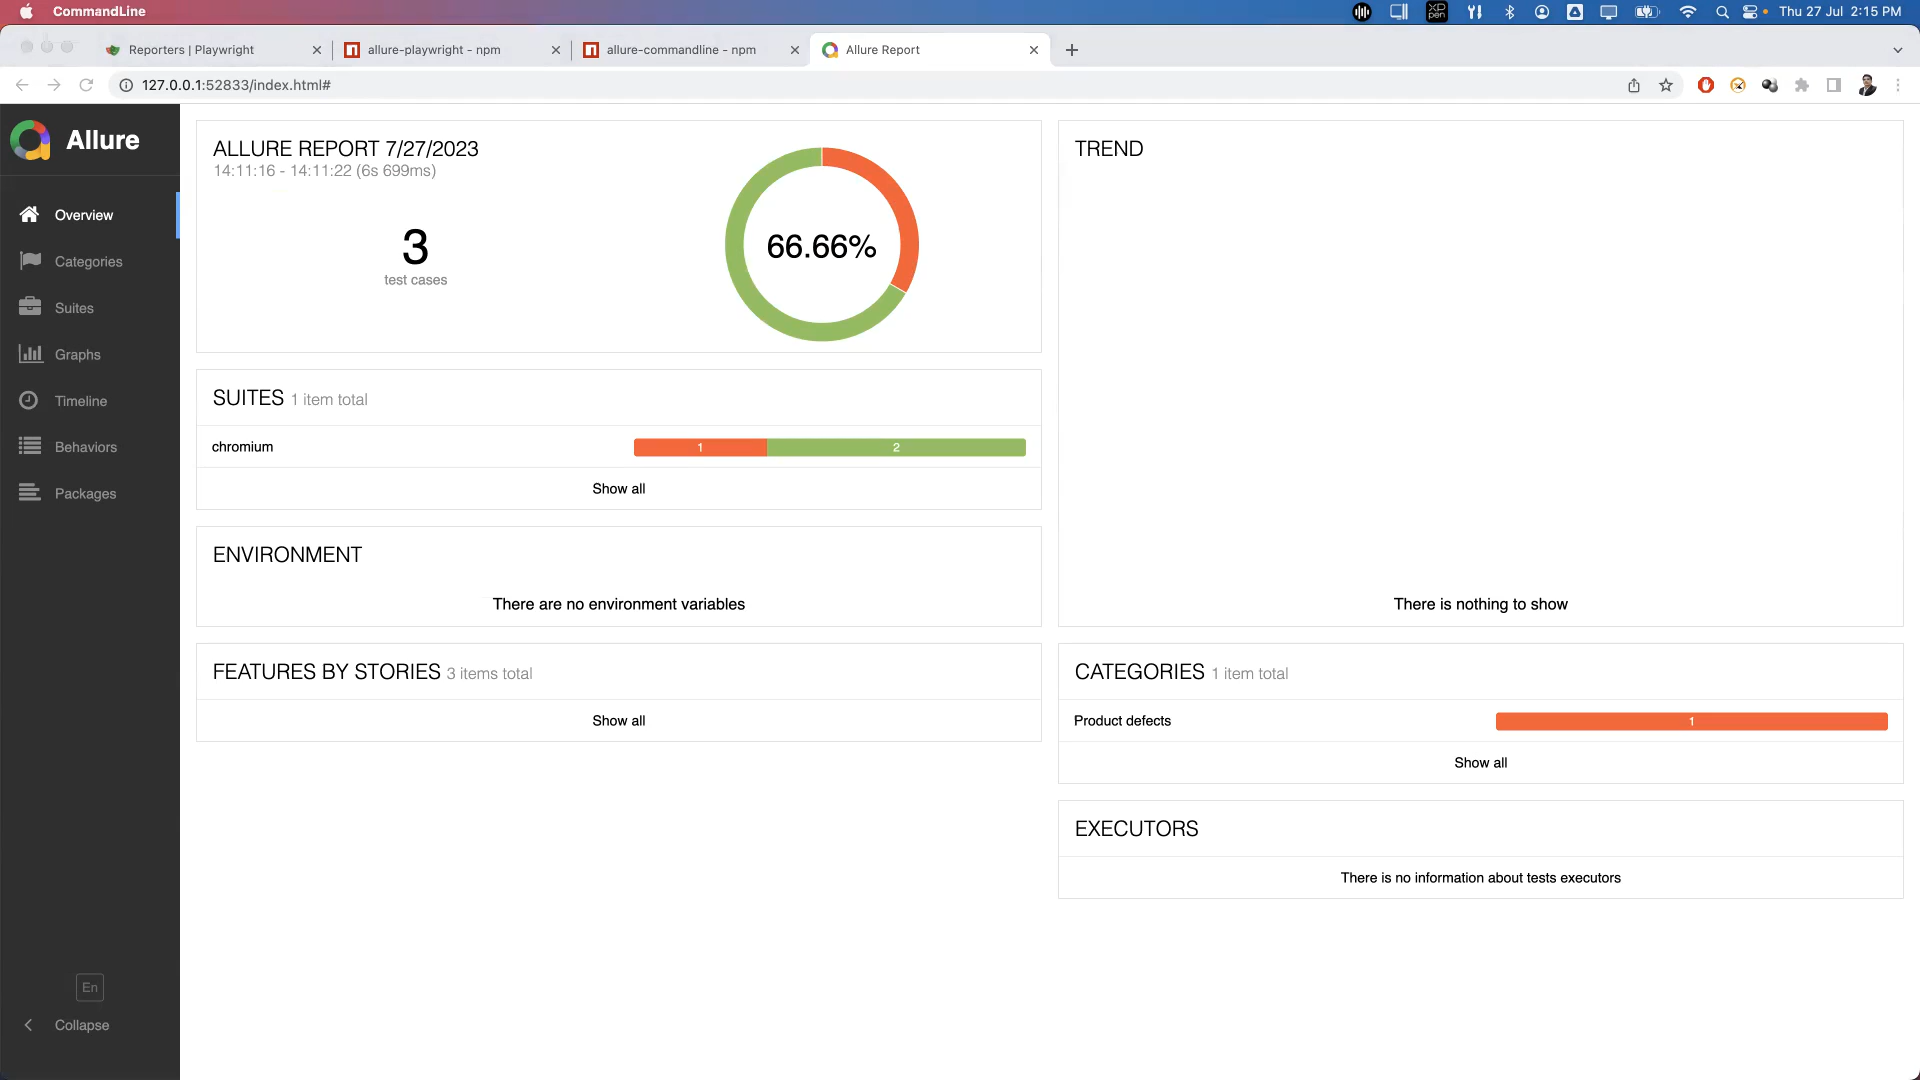 CommandLine
XP pen
Thu 27 Jul 2:15 PM
Reporters | Playwright
allure-playwright - npm
allure-commandline - npm
Allure Report
127.0.0.1:52833/index.html#
Allure
Overview
Categories
Suites
Graphs
Timeline
Behaviors
Packages
En
Collapse
ALLURE REPORT 7/27/2023
14:11:16 - 14:11:22 (6s 699ms)
3
test cases
66.66%
SUITES 1 item total
chromium
1 2
Show all
ENVIRONMENT
There are no environment variables
FEATURES BY STORIES 3 items total
Show all
TREND
There is nothing to show
CATEGORIES 1 item total
Product defects
1
Show all
EXECUTORS
There is no information about tests executors